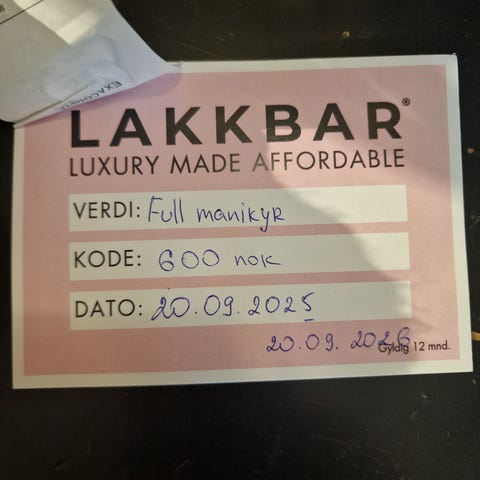 EXACOMPTA
LAKKBAR®
LUXURY MADE AFFORDABLE
VERDI: Full manikyr
KODE: 600 nok
DATO: 20.09.2025
20.09.2026
Gyldig 12 mnd.